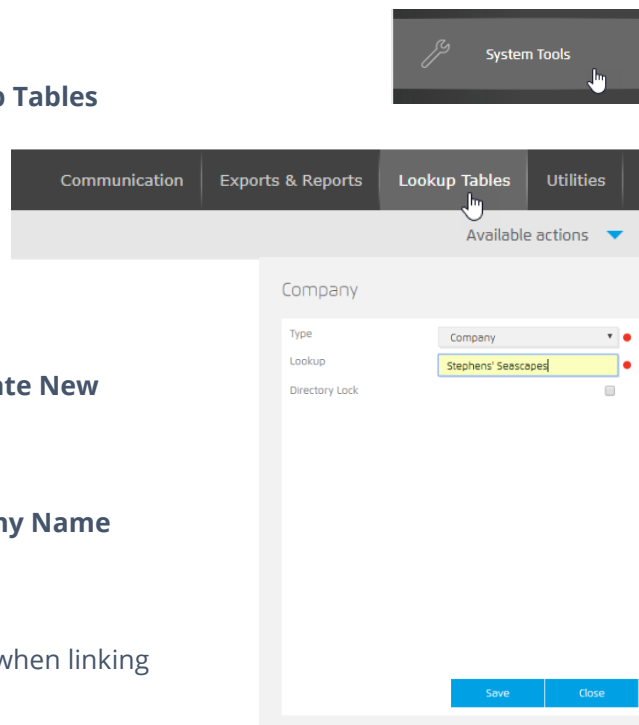 System Tools
p Tables
Communication Exports & Reports Lookup Tables Utilities
Available actions
Company
Type Company
Lookup Stephens' Seascapes
Directory Lock
ate New
ny Name
when linking
Save Close